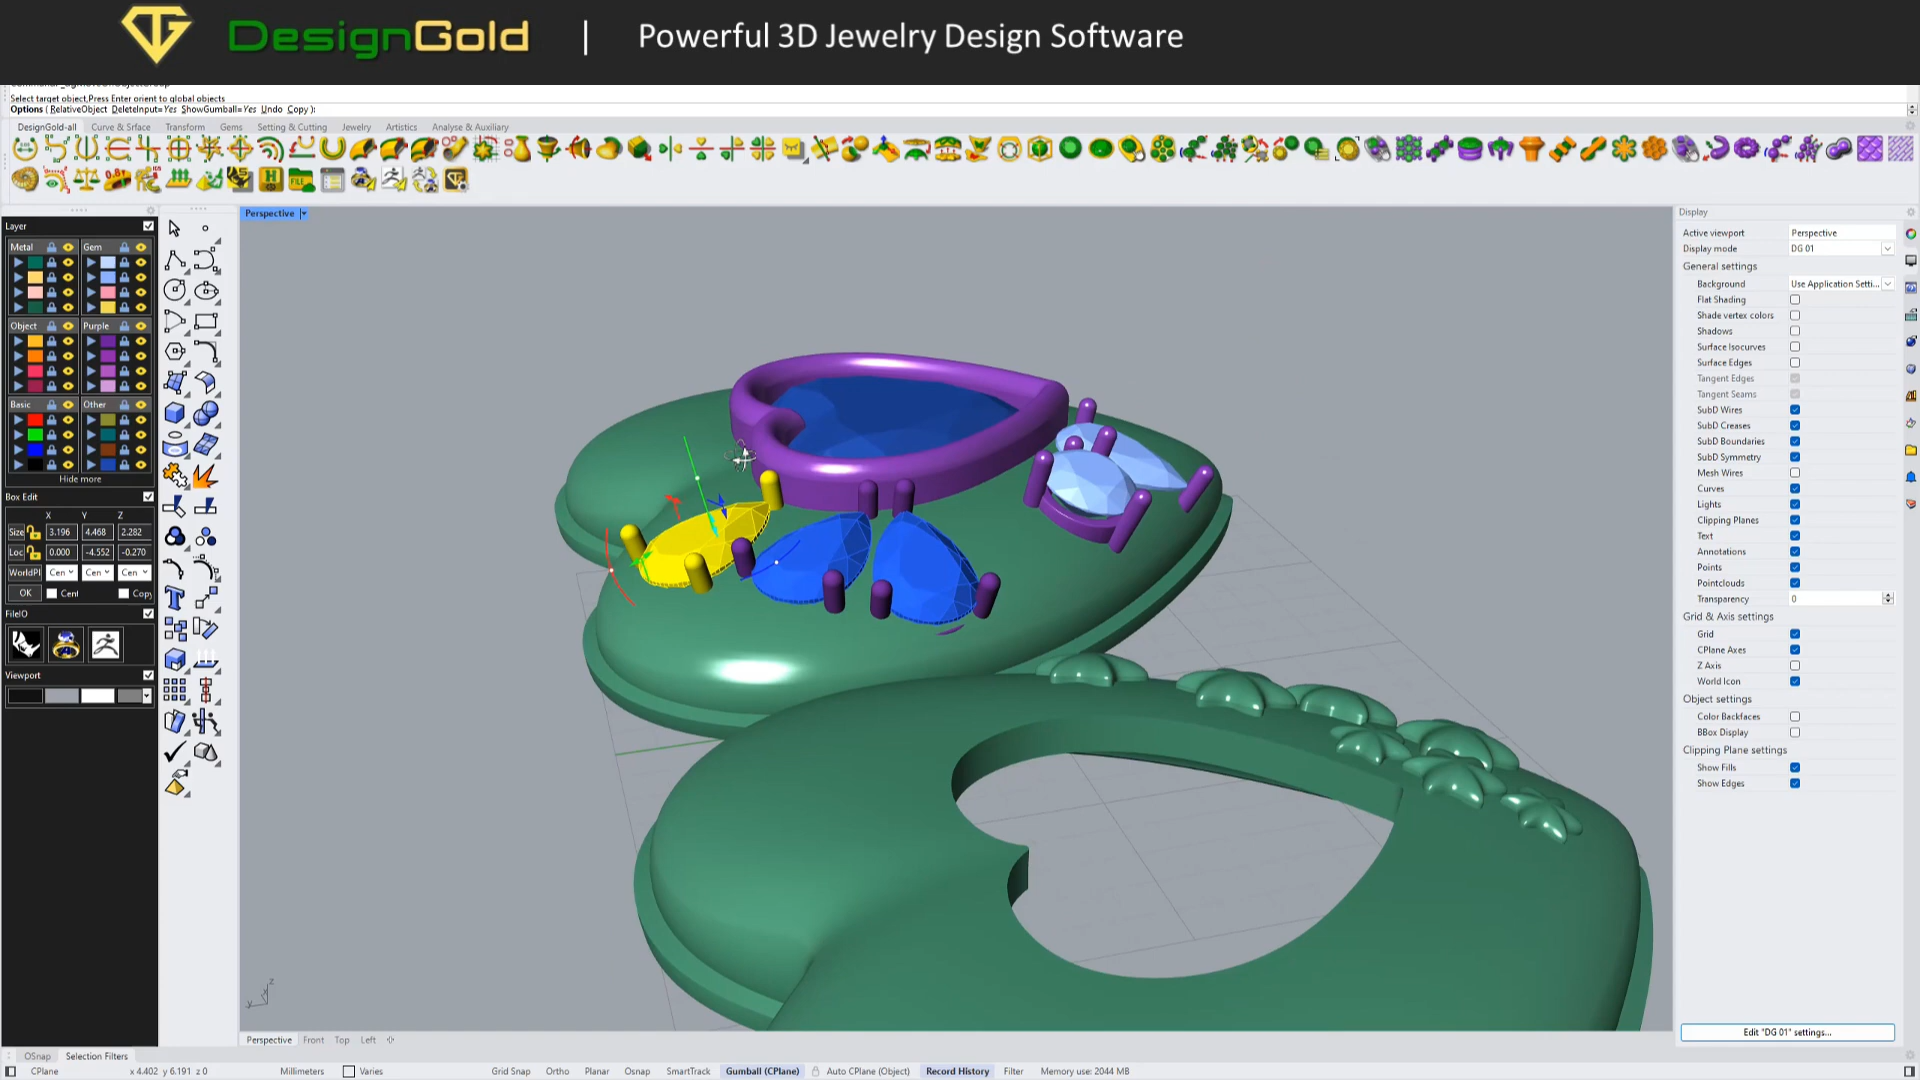 DesignGold | Powerful 3D Jewelry Design Software
Select target object,Press Enter orient to global objects
Options ( RelativeObject DeleteInput=Yes ShowGumball=Yes Undo Copy ):
DesignGold-all Curve & Srface Transform Gems Setting & Cutting Jewelry Artistics Analyse & Auxiliary
Layer
Metal Gem
Object Purple
Basic Other
Hide more
Box Edit
X Y Z
Size 3.196 4.468 2.282
Loc 0.000 -4.552 -0.270
WorldPl Cen Cen Cen
OK Centi Copy
FileIO
Viewport
Perspective
Display
Active viewport Perspective
Display mode DG 01
General settings
Background Use Application Setti...
Flat Shading
Shade vertex colors
Shadows
Surface Isocurves
Surface Edges
Tangent Edges
Tangent Seams
SubD Wires
SubD Creases
SubD Boundaries
SubD Symmetry
Mesh Wires
Curves
Lights
Clipping Planes
Text
Annotations
Points
Pointclouds
Transparency 0
Grid & Axis settings
Grid
CPlane Axes
Z Axis
World Icon
Object settings
Color Backfaces
BBox Display
Clipping Plane settings
Show Fills
Show Edges
Edit "DG 01" settings...
Perspective Front Top Left
OSnap Selection Filters
CPlane x 4.402 y 6.191 z 0 Millimeters Varies Grid Snap Ortho Planar Osnap SmartTrack Gumball (CPlane) Auto CPlane (Object) Record History Filter Memory use: 2044 MB